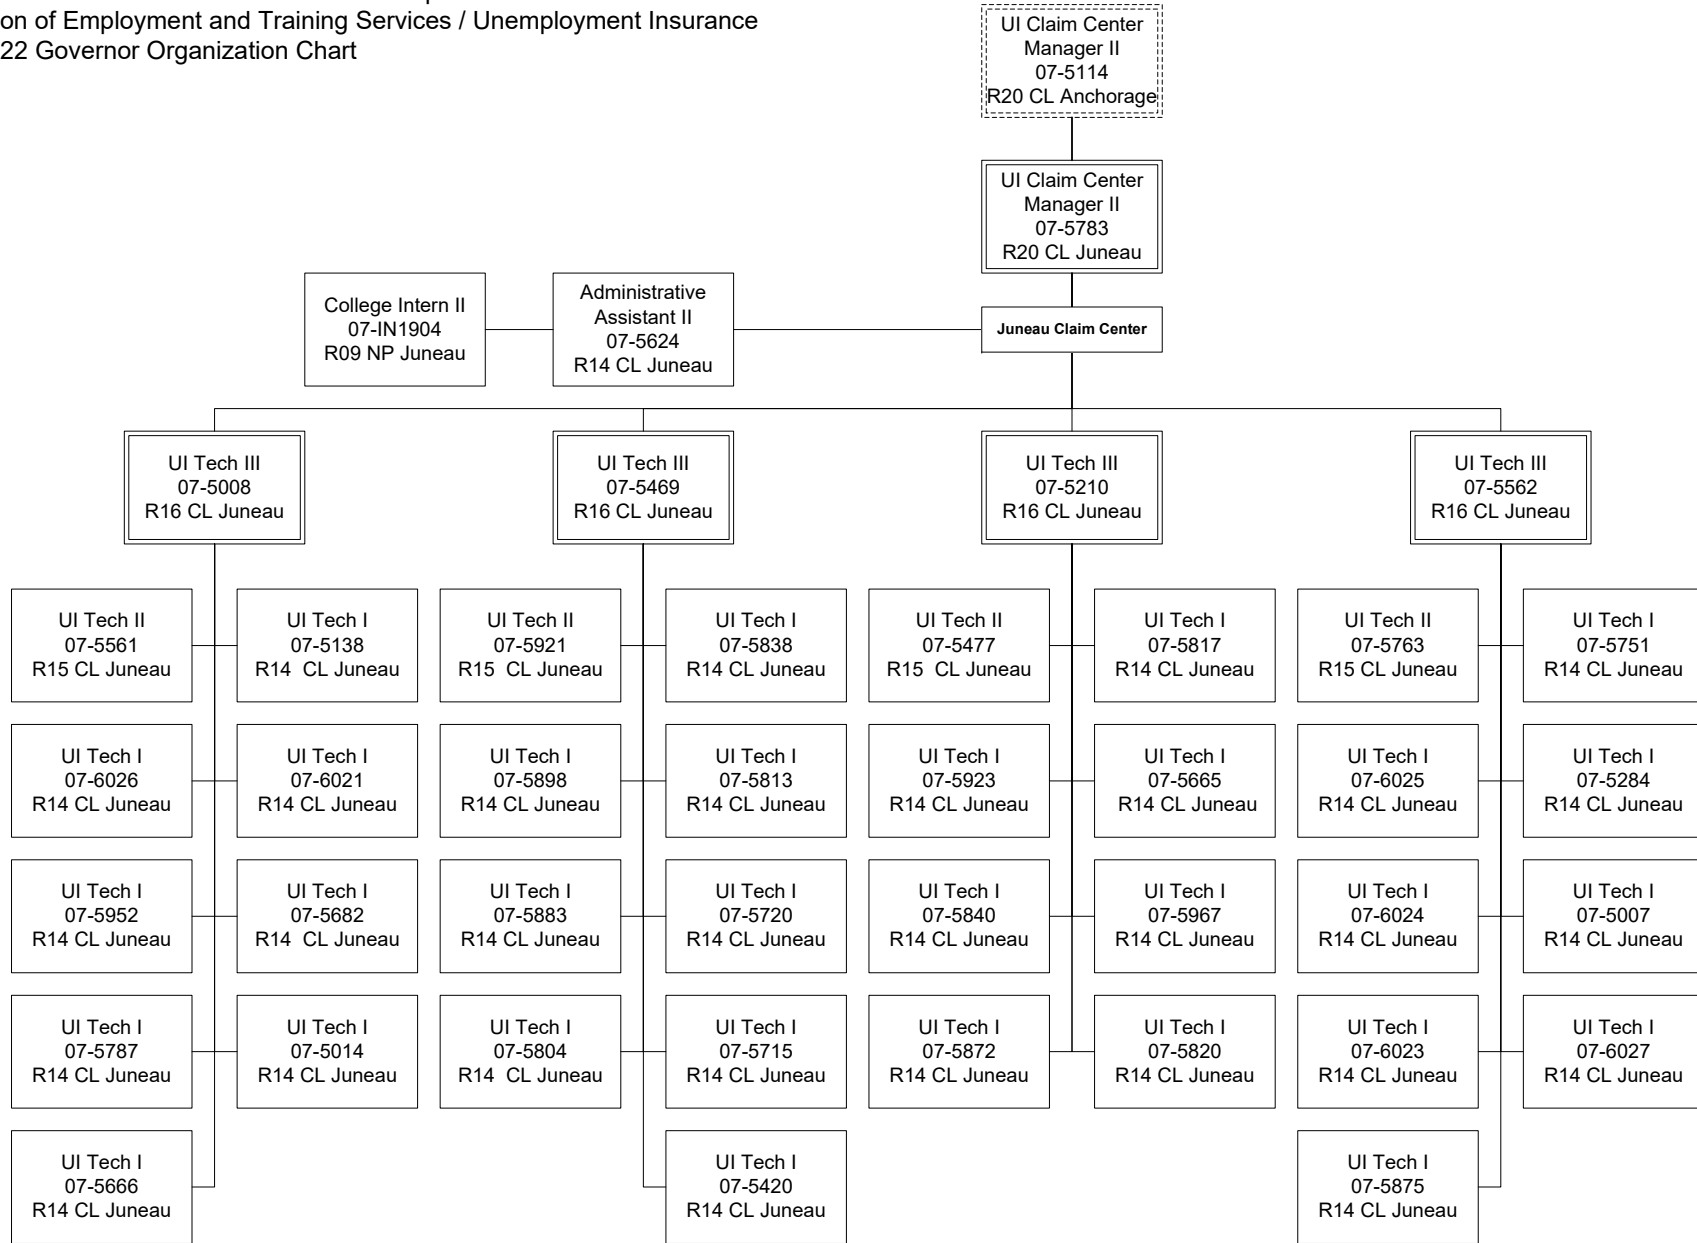 on of Employment and Training Services / Unemployment Insurance
22 Governor Organization Chart
UI Claim Center
Manager II
07-5114
R20 CL Anchorage
UI Claim Center
Manager II
07-5783
R20 CL Juneau
College Intern II
07-IN1904
R09 NP Juneau
Administrative
Assistant II
07-5624
R14 CL Juneau
Juneau Claim Center
UI Tech III
07-5008
R16 CL Juneau
UI Tech III
07-5469
R16 CL Juneau
UI Tech III
07-5210
R16 CL Juneau
UI Tech III
07-5562
R16 CL Juneau
UI Tech II
07-5561
R15 CL Juneau
UI Tech I
07-5138
R14  CL Juneau
UI Tech II
07-5921
R15  CL Juneau
UI Tech I
07-5838
R14 CL Juneau
UI Tech II
07-5477
R15  CL Juneau
UI Tech I
07-5817
R14 CL Juneau
UI Tech II
07-5763
R15 CL Juneau
UI Tech I
07-5751
R14 CL Juneau
UI Tech I
07-6026
R14 CL Juneau
UI Tech I
07-6021
R14 CL Juneau
UI Tech I
07-5898
R14 CL Juneau
UI Tech I
07-5813
R14 CL Juneau
UI Tech I
07-5923
R14 CL Juneau
UI Tech I
07-5665
R14 CL Juneau
UI Tech I
07-6025
R14 CL Juneau
UI Tech I
07-5284
R14 CL Juneau
UI Tech I
07-5952
R14 CL Juneau
UI Tech I
07-5682
R14  CL Juneau
UI Tech I
07-5883
R14 CL Juneau
UI Tech I
07-5720
R14 CL Juneau
UI Tech I
07-5840
R14 CL Juneau
UI Tech I
07-5967
R14 CL Juneau
UI Tech I
07-6024
R14 CL Juneau
UI Tech I
07-5007
R14 CL Juneau
UI Tech I
07-5787
R14 CL Juneau
UI Tech I
07-5014
R14 CL Juneau
UI Tech I
07-5804
R14  CL Juneau
UI Tech I
07-5715
R14 CL Juneau
UI Tech I
07-5872
R14 CL Juneau
UI Tech I
07-5820
R14 CL Juneau
UI Tech I
07-6023
R14 CL Juneau
UI Tech I
07-6027
R14 CL Juneau
UI Tech I
07-5666
R14 CL Juneau
UI Tech I
07-5420
R14 CL Juneau
UI Tech I
07-5875
R14 CL Juneau